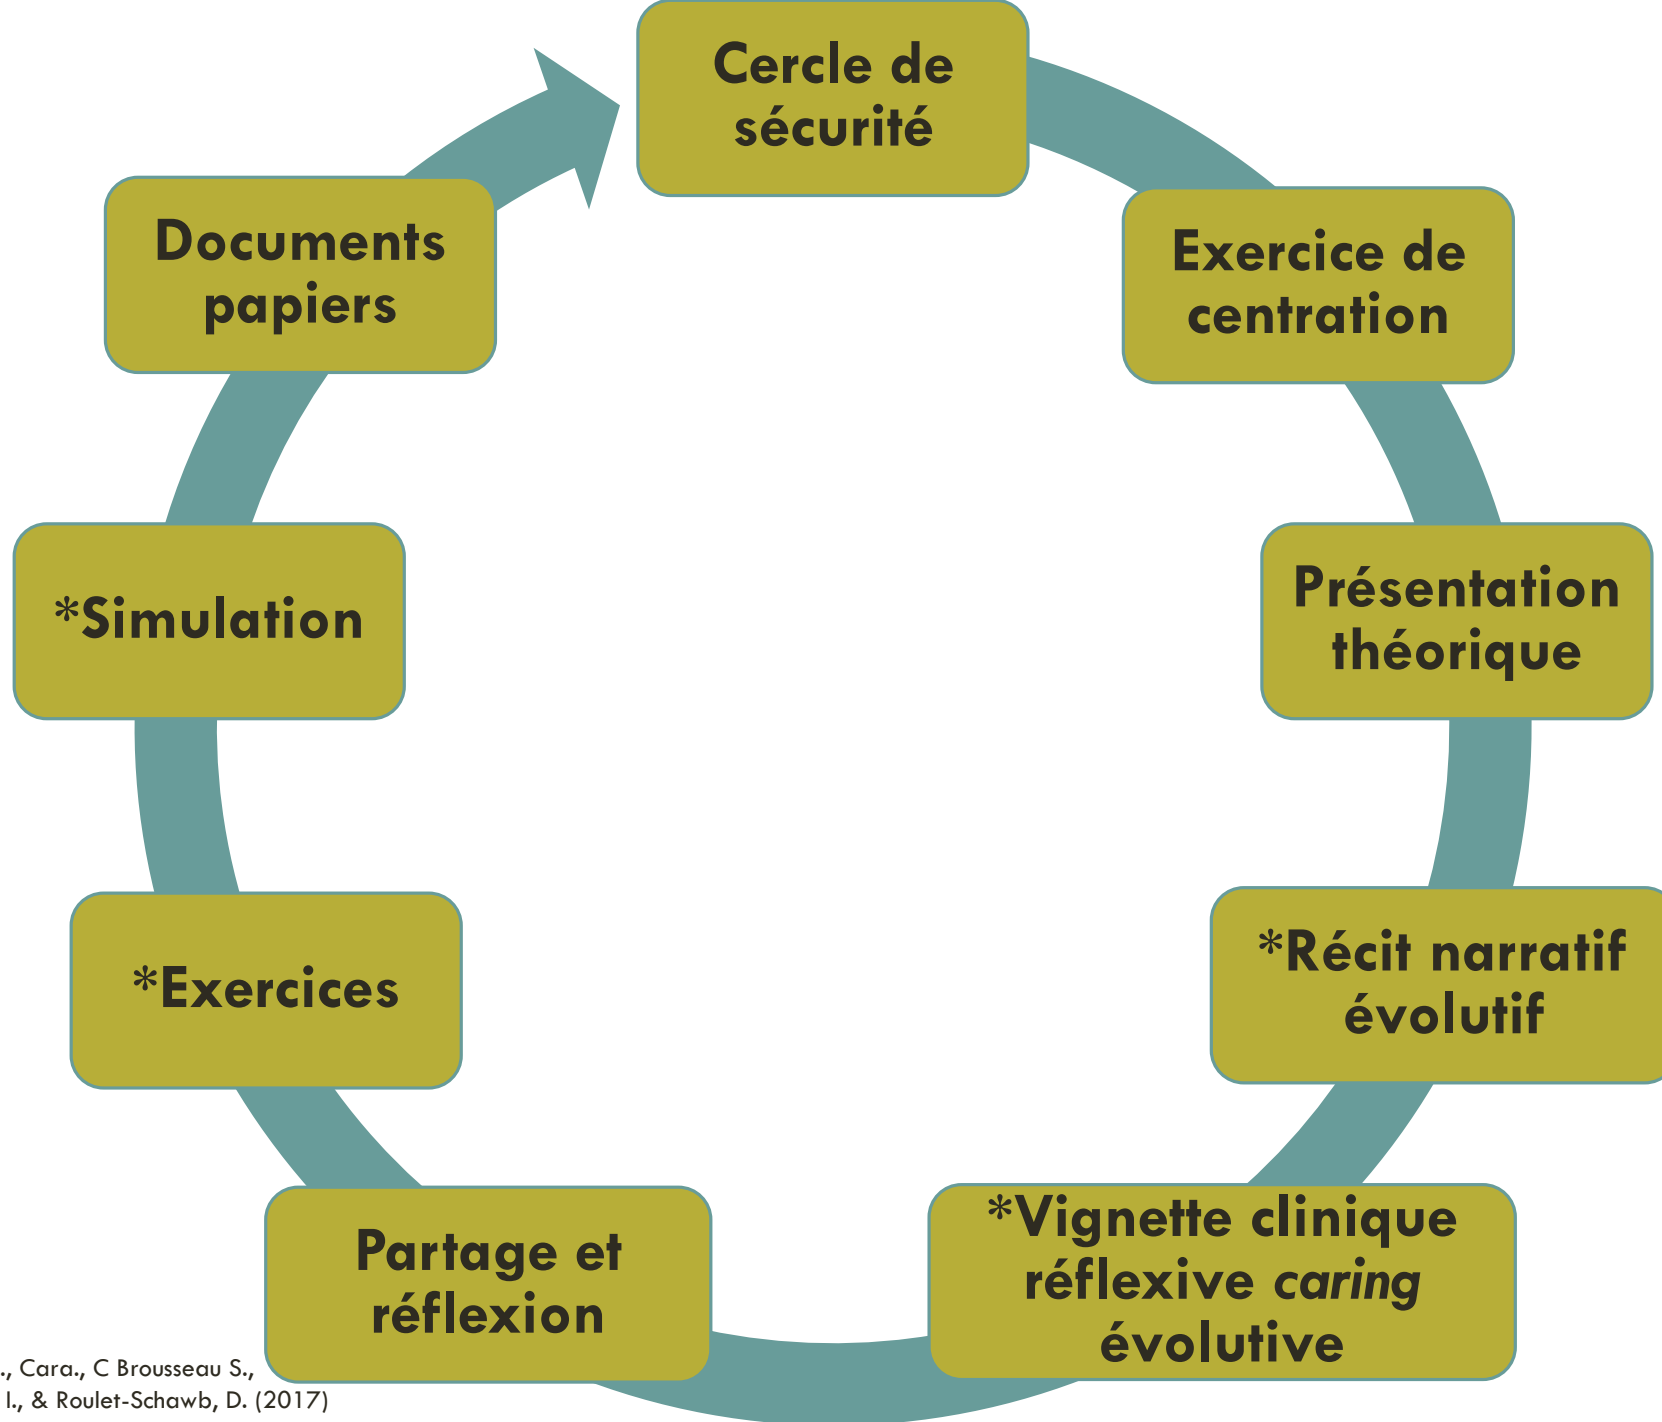 Cercle de
sécurité
Exercice de
centration
Présentation
théorique
*Récit narratif
évolutif
*Vignette clinique
réflexive caring
évolutive
Partage et
réflexion
*Exercices
*Simulation
Documents
papiers
., Cara., C Brousseau S.,
I., & Roulet-Schawb, D. (2017)